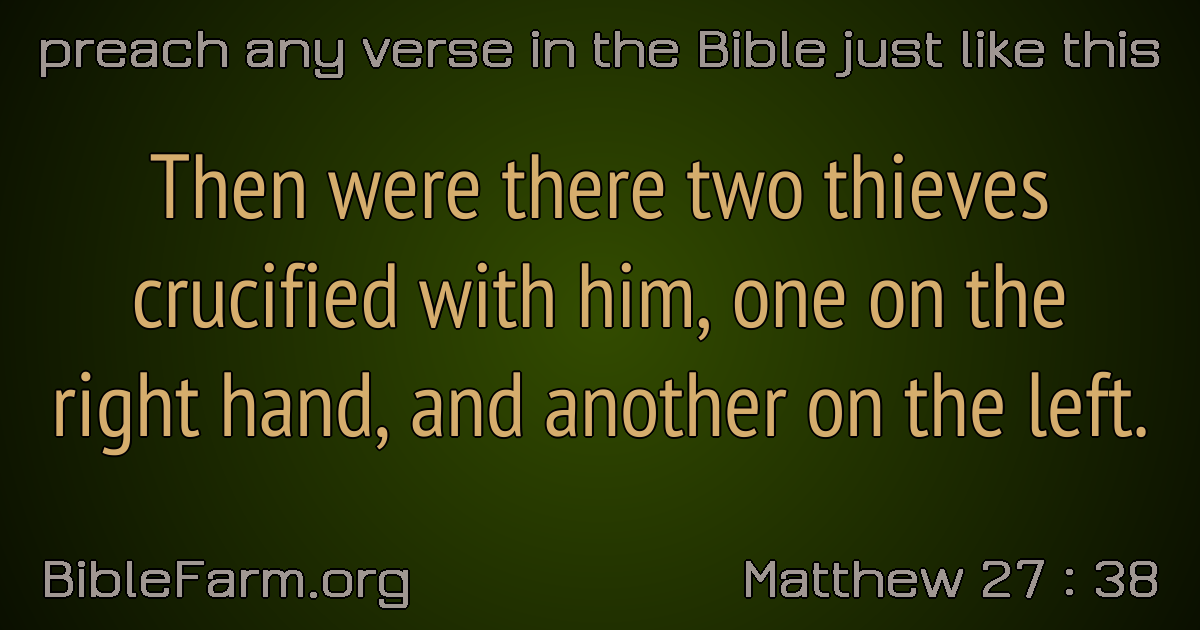 preach any verse in the Bible just like this
Then were there two thieves
crucified with him, one on the
right hand, and another on the left.
BibleFarm.org
Matthew 27 : 38